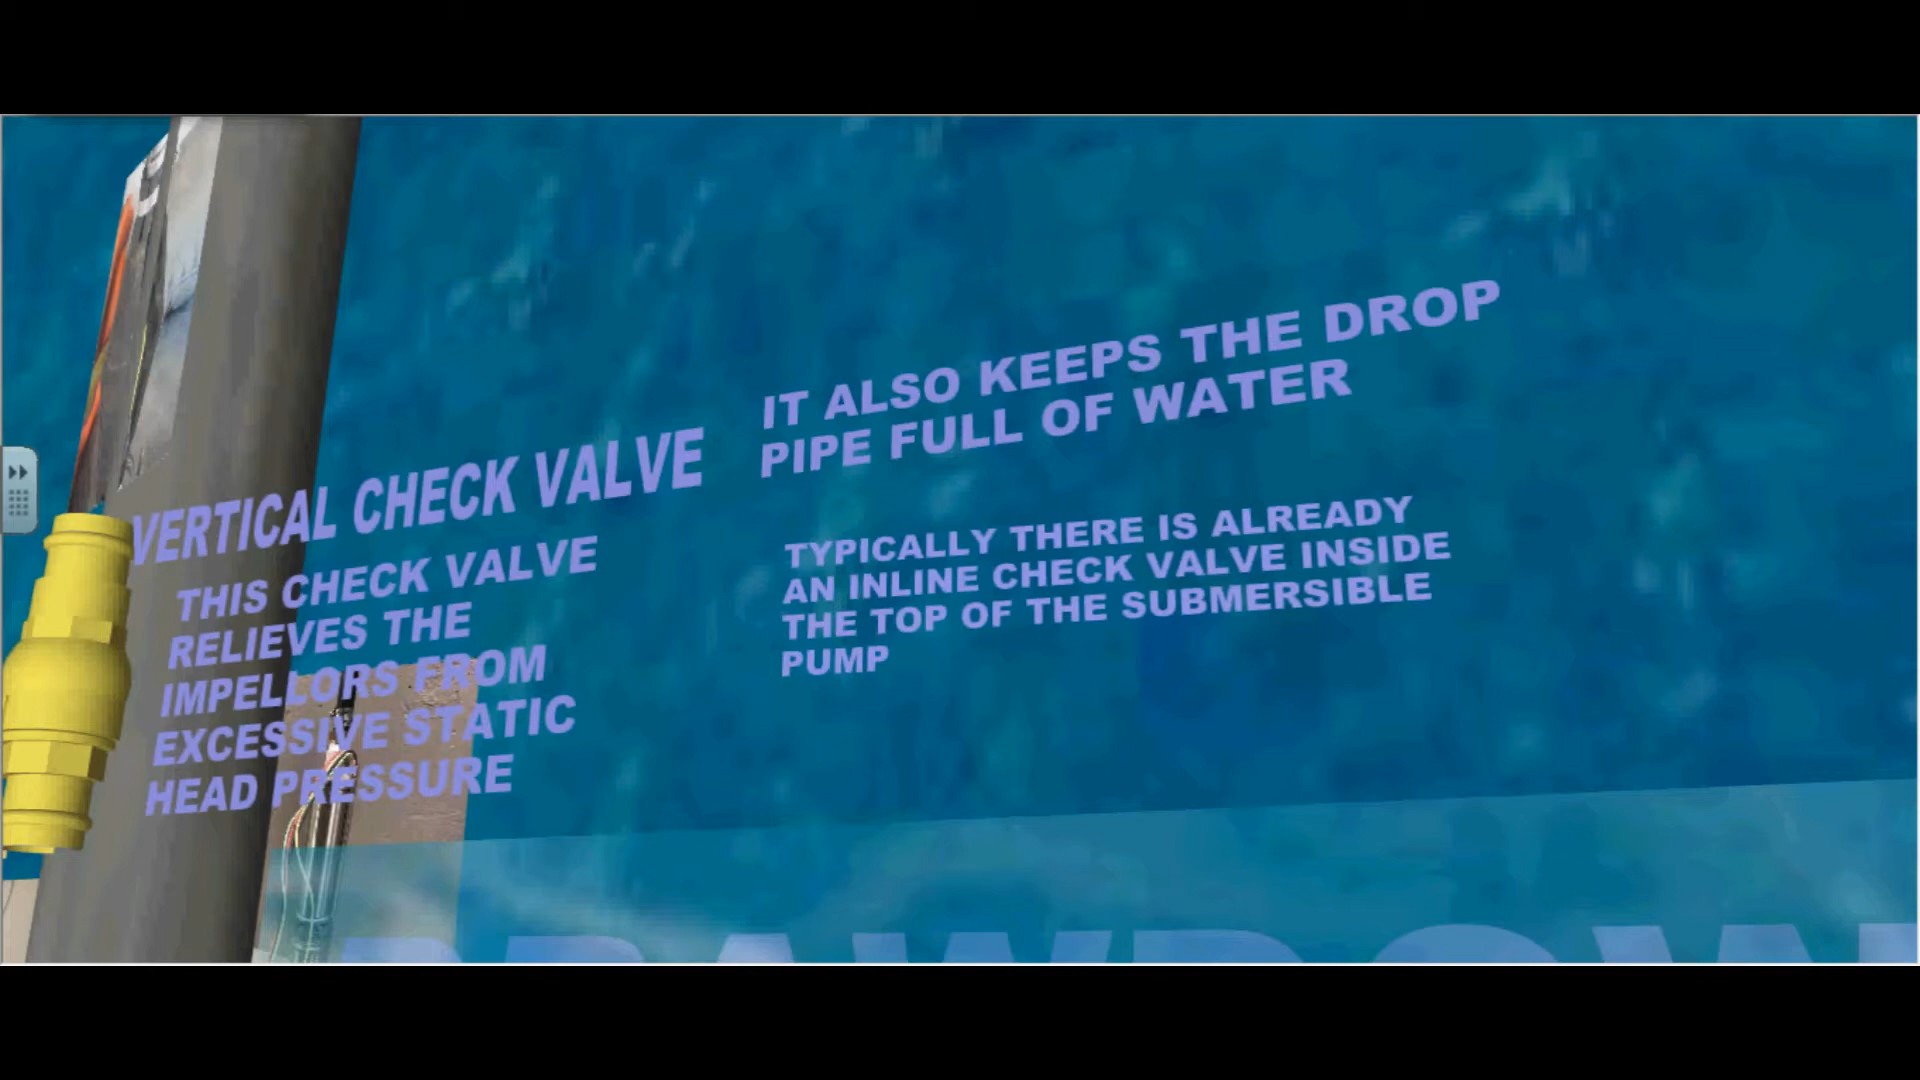 VERTICAL CHECK VALVE
THIS CHECK VALVE
RELIEVES THE
IMPELLORS FROM
EXCESSIVE STATIC
HEAD PRESSURE
IT ALSO KEEPS THE DROP
PIPE FULL OF WATER
TYPICALLY THERE IS ALREADY
AN INLINE CHECK VALVE INSIDE
THE TOP OF THE SUBMERSIBLE
PUMP